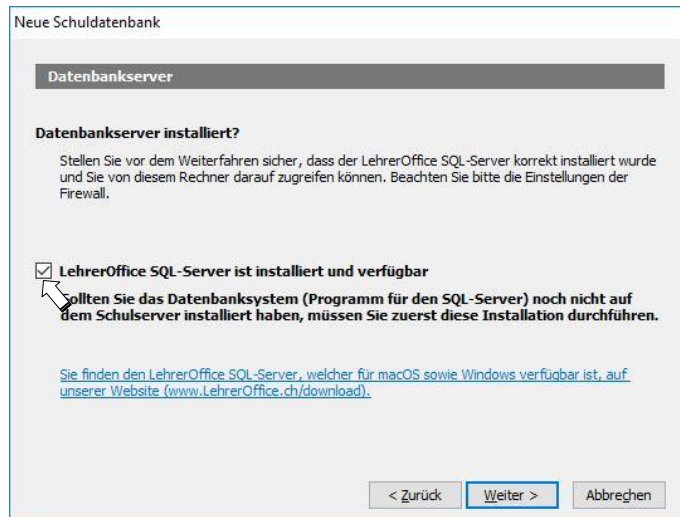 Neue Schuldatenbank
Datenbankserver
Datenbankserver installiert?
Stellen Sie vor dem Weiterfahren sicher, dass der LehrerOffice SQL-Server korrekt installiert wurde
und Sie von diesem Rechner darauf zugreifen können. Beachten Sie bitte die Einstellungen der
Firewall.
LehrerOffice SQL-Server ist installiert und verfügbar
Sollten Sie das Datenbanksystem (Programm für den SQL-Server) noch nicht auf
dem Schulserver installiert haben, müssen Sie zuerst diese Installation durchführen.
Sie finden den LehrerOffice SQL-Server, welcher für macOS sowie Windows verfügbar ist, auf
unserer Website (www.LehrerOffice.ch/download).
< Zurück Weiter > Abbrechen